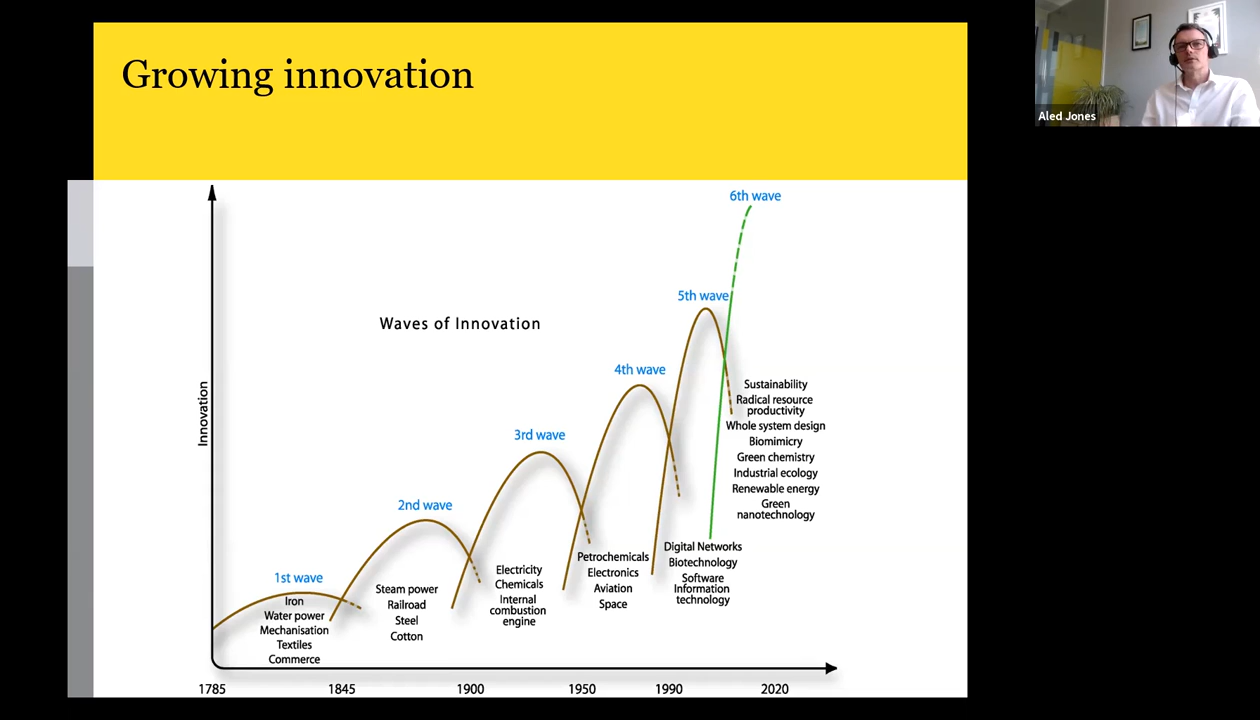 Growing innovation
Aled Jones
6th wave
5th wave
Waves of Innovation
4th wave
3rd wave
2nd wave
1st wave
Innovation
Iron
Water power
Mechanisation
Textiles
Commerce
Steam power
Railroad
Steel
Cotton
Electricity
Chemicals
Internal
combustion
engine
Petrochemicals
Electronics
Aviation
Space
Digital Networks
Biotechnology
Software
Information
technology
Sustainability
Radical resource
productivity
Whole system design
Biomimicry
Green chemistry
Industrial ecology
Renewable energy
Green
nanotechnology
1785 1845 1900 1950 1990 2020